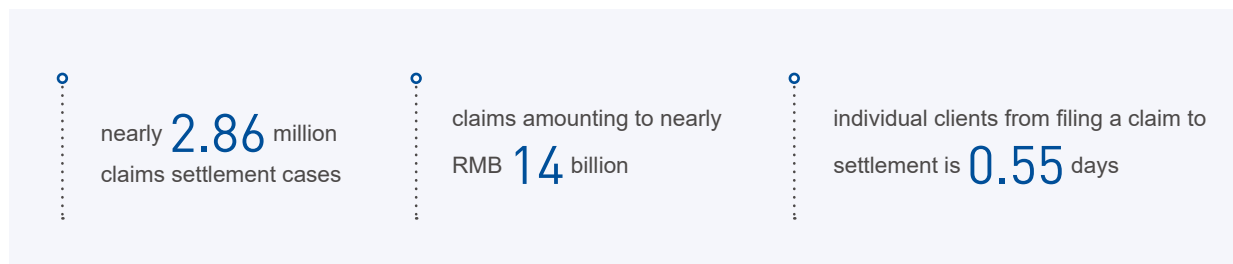 nearly 2.86 million
claims settlement cases
claims amounting to nearly
RMB 14 billion
individual clients from filing a claim to
settlement is 0.55 days